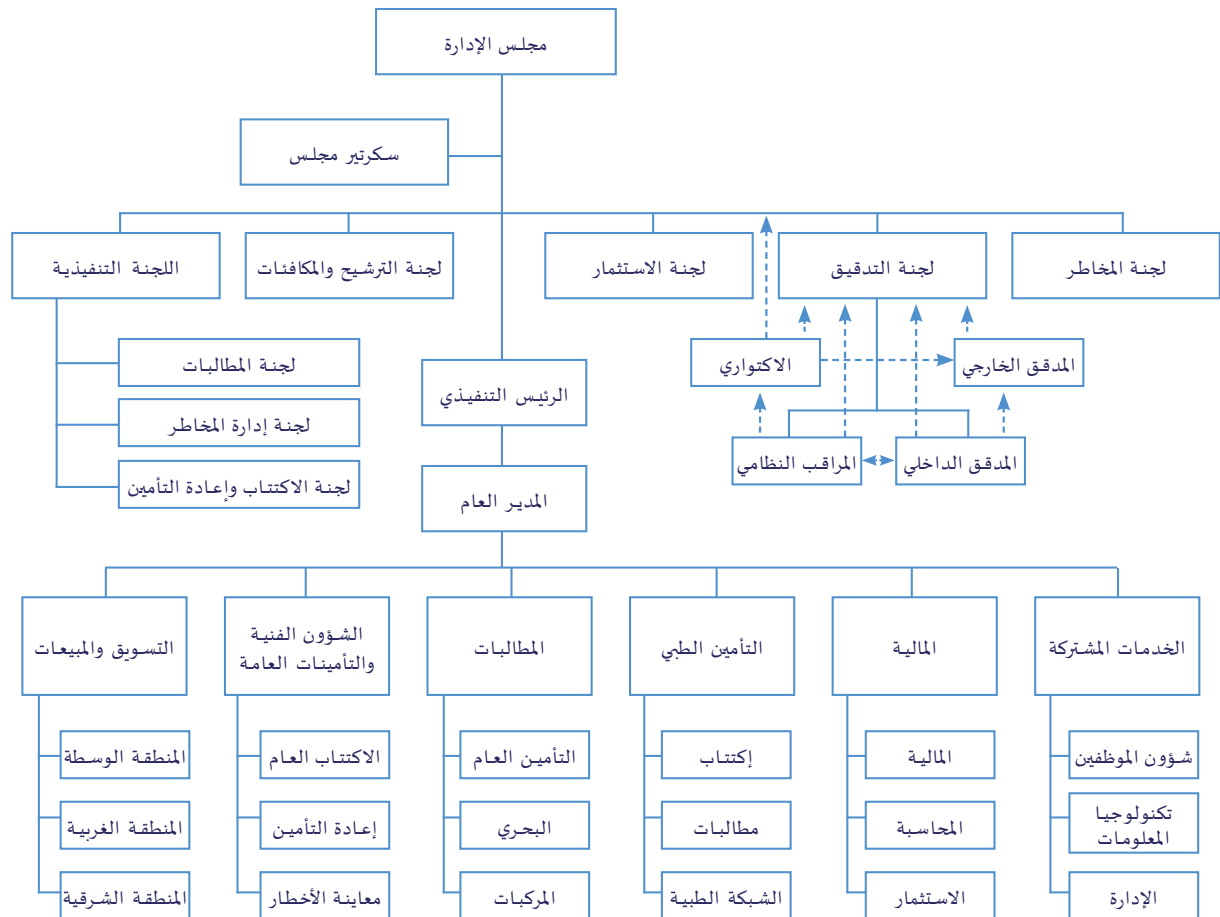 مجلس الإدارة
سكرتير مجلس
لجنة المخاطر
لجنة التدقيق
لجنة الاستثمار
لجنة الترشيح والمكافئات
اللجنة التنفيذية
المدقق الخارجي
الاكتواري
الرئيس التنفيذي
لجنة المطالبات
لجنة إدارة المخاطر
المدقق الداخلي
المراقب النظامي
المدير العام
لجنة الاكتتاب وإعادة التأمين
الخدمات المشتركة
المالية
التأمين الطبي
المطالبات
الشؤون الفنية
والتأمينات العامة
التسويق والمبيعات
شؤون الموظفين
المالية
إكتتاب
التأمين العام
الاكتتاب العام
المنطقة الوسطة
تكنولوجيا
المعلومات
المحاسبة
مطالبات
البحري
إعادة التأمين
المنطقة الغربية
الإدارة
الاستثمار
الشبكة الطبية
المركبات
معاينة الأخطار
المنطقة الشرقية